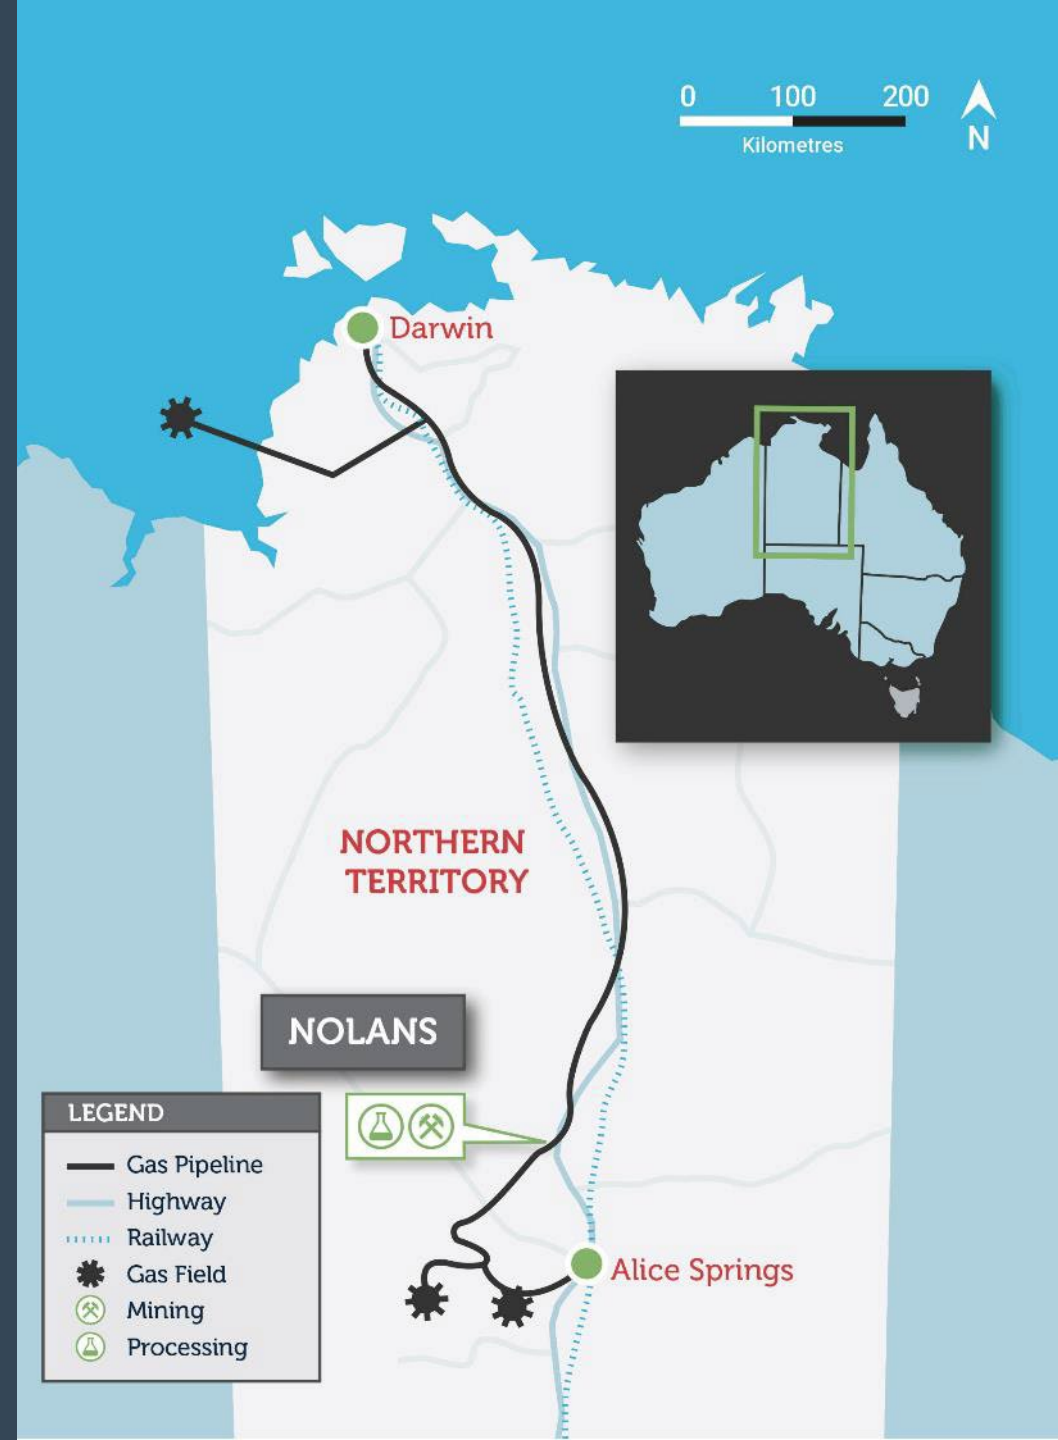 0 100 200
Kilometres
N
Darwin
NORTHERN
TERRITORY
NOLANS
LEGEND
Gas Pipeline
Highway
Railway
Gas Field
Mining
Processing
Alice Springs